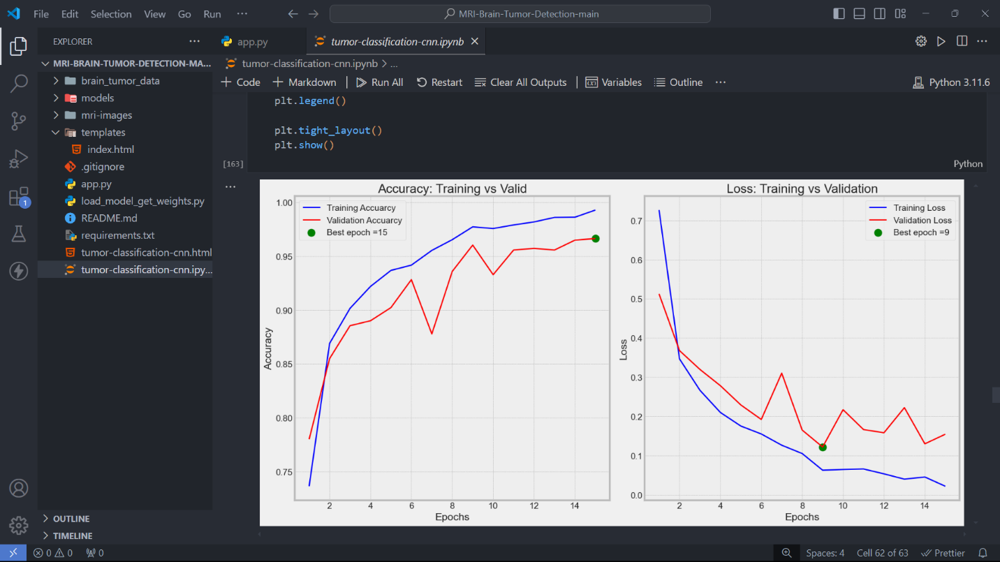 File Edit Selection View Go Run ···
MRI-Brain-Tumor-Detection-main
EXPLORER ···
app.py
tumor-classification-cnn.ipynb
MRI-BRAIN-TUMOR-DETECTION-MA...
tumor-classification-cnn.ipynb > ...
brain_tumor_data
models
mri-images
templates
index.html
.gitignore
app.py
load_model_get_weights.py
README.md
requirements.txt
tumor-classification-cnn.html
tumor-classification-cnn.ipy...
1
OUTLINE
TIMELINE
+ Code + Markdown Run All Restart Clear All Outputs Variables Outline ··· Python 3.11.6
plt.legend()
plt.tight_layout()
plt.show()
[163]
Python
Accuracy: Training vs Valid
Training Accuarcy
Validation Accuarcy
Best epoch =15
1.00
0.95
0.90
0.85
0.80
0.75
Accuracy
2 4 6 8 10 12 14
Epochs
Loss: Training vs Validation
Training Loss
Validation Loss
Best epoch =9
0.7
0.6
0.5
0.4
0.3
0.2
0.1
0.0
Loss
2 4 6 8 10 12 14
Epochs
0 0 0
Spaces: 4 Cell 62 of 63 Prettier